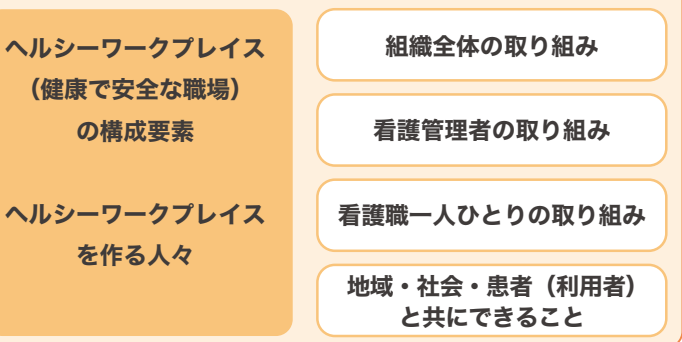 ヘルシーワークプレイス
（健康で安全な職場）
の構成要素
ヘルシーワークプレイス
を作る人々
組織全体の取り組み
看護管理者の取り組み
看護職一人ひとりの取り組み
地域・社会・患者（利用者）
と共にできること